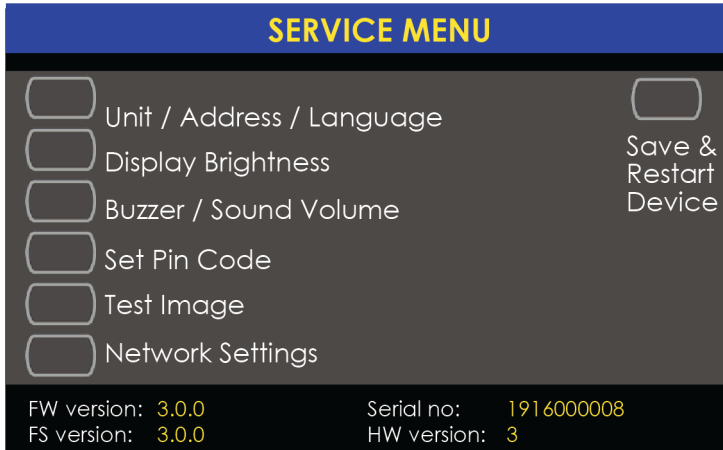 SERVICE MENU
Unit / Address / Language
Display Brightness
Buzzer / Sound Volume
Set Pin Code
Test Image
Network Settings
Save &
Restart
Device
FW version: 3.0.0
FS version: 3.0.0
Serial no: 1916000008
HW version: 3